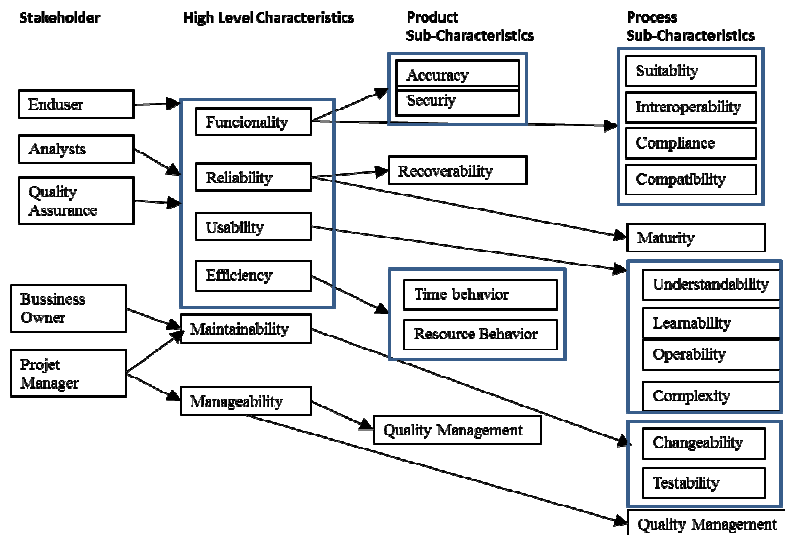 Stakeholder
High Level Characteristics
Product
Sub-Characteristics
Process
Sub-Characteristics
Enduser
Analysts
Quality
Assurance
Bussiness
Owner
Projet
Manager
Funcionality
Reliability
Usability
Efficiency
Maintainability
Manageability
Accuracy
Securiy
Recoverability
Time behavior
Resource Behavior
Quality Management
Suitablity
Intreroperability
Compliance
Compatibility
Maturity
Understandability
Learnability
Operability
Complexity
Changeability
Testability
Quality Management